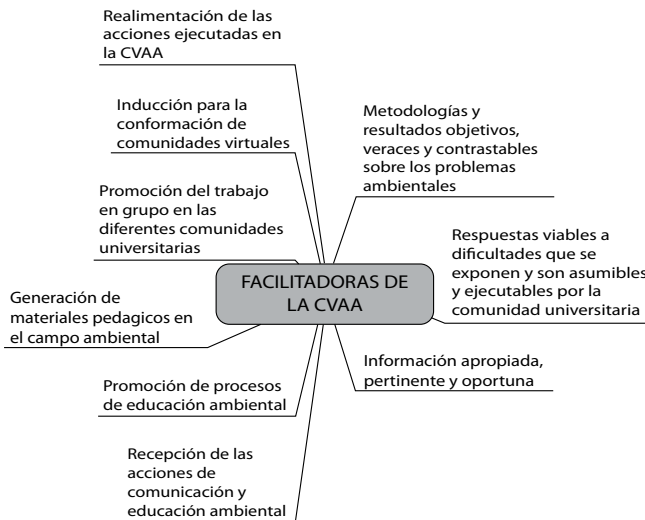 Realimentación de las
acciones ejecutadas en
la CVAA
Inducción para la
conformación de
comunidades virtuales
Promoción del trabajo
en grupo en las
diferentes comunidades
universitarias
Generación de
materiales pedagicos en
el campo ambiental
Promoción de procesos
de educación ambiental
Recepción de las
acciones de
comunicación y
educación ambiental
FACILITADORAS DE
LA CVAA
Metodologías y
resultados objetivos,
veraces y contrastables
sobre los problemas
ambientales
Respuestas viables a
dificultades que se
exponen y son asumibles
y ejecutables por la
comunidad universitaria
Información apropiada,
pertinente y oportuna